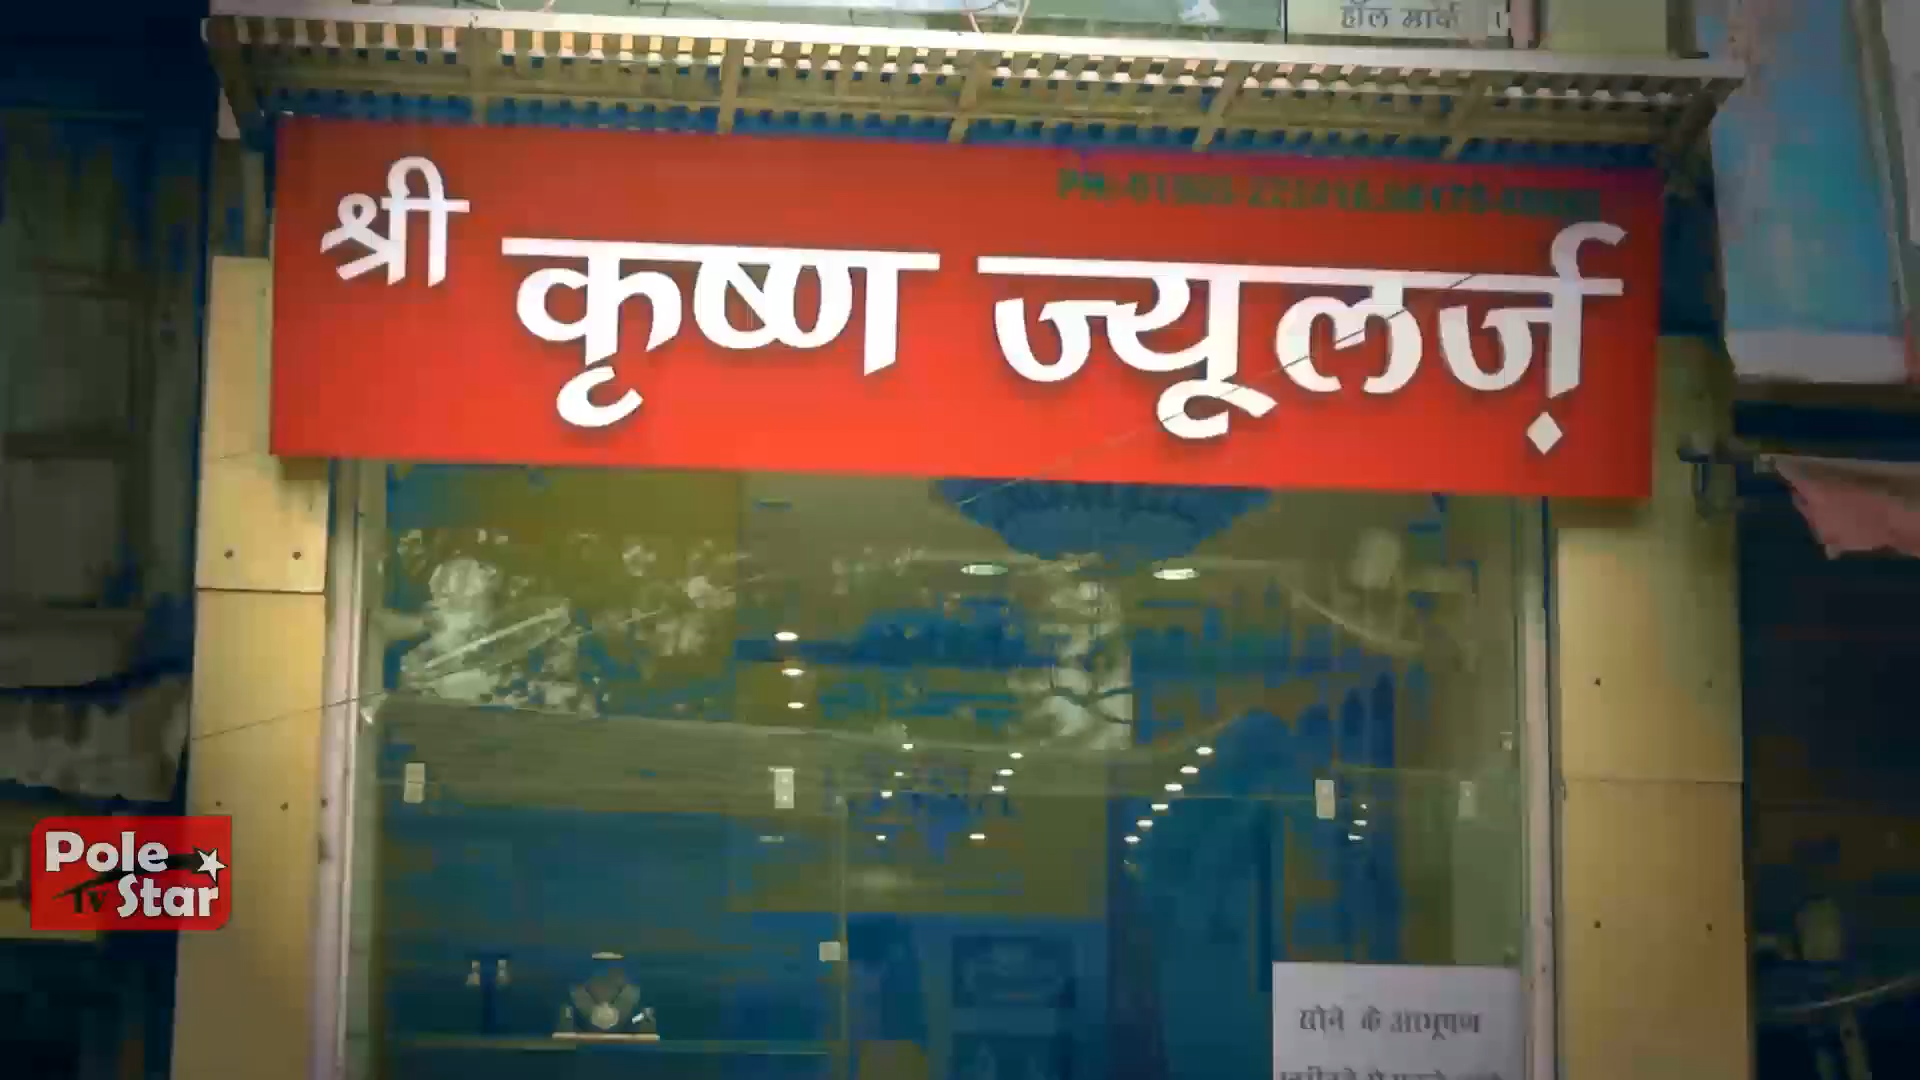 हॉल मार्क
श्री कृष्ण ज्यूलर्ज़
Pole
TV Star
सोने के आभूषण